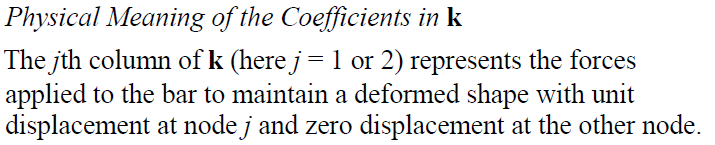 Physical Meaning of the Coefficients in k
The jth column of k (here j = 1 or 2) represents the forces
applied to the bar to maintain a deformed shape with unit
displacement at node j and zero displacement at the other node.